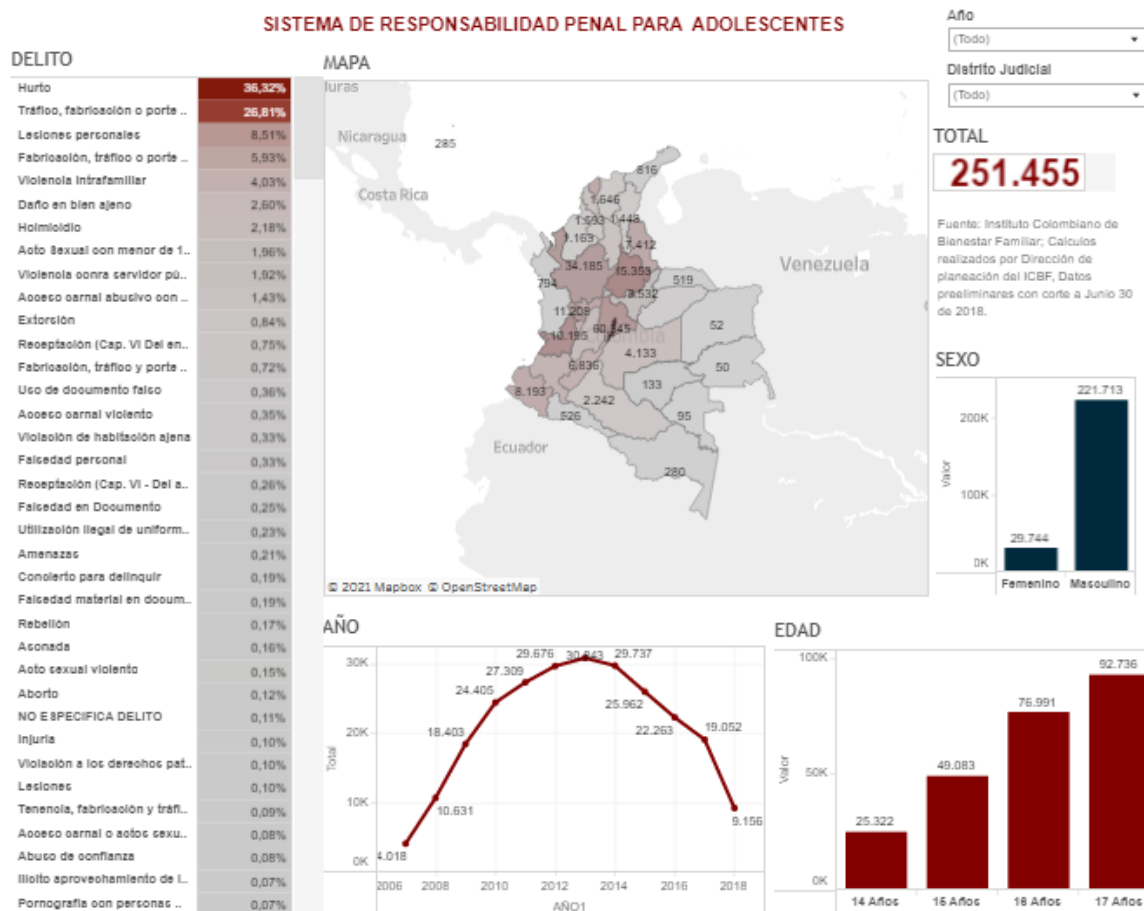 SISTEMA DE RESPONSABILIDAD PENAL PARA ADOLESCENTES
Año
(Todo)
Distrito Judicial
(Todo)
TOTAL
251.455
Fuente: Instituto Colombiano de
Bienestar Familiar; Calculos
realizados por Dirección de
planeación del ICBF, Datos
preeliminares con corte a Junio 30
de 2018.
DELITO
Hurto 36,32%
Tráfico, fabricación o porte .. 26,81%
Lesiones personales 8,51%
Fabricación, tráfico o porte .. 5,93%
Violencia Intrafamiliar 4,03%
Daño en bien ajeno 2,60%
Hoimicidio 2,18%
Acto Sexual con menor de 1.. 1,96%
Violencia conra servidor pú.. 1,92%
Acceso carnal abusivo con .. 1,43%
Extorsión 0,84%
Receptación (Cap. VI Del en.. 0,75%
Fabricación, tráfico y porte .. 0,72%
Uso de documento falso 0,36%
Acceso carnal violento 0,35%
Violación de habitación ajena 0,33%
Falsedad personal 0,33%
Receptación (Cap. VI - Del a.. 0,26%
Falsedad en Documento 0,25%
Utilización ilegal de uniform.. 0,23%
Amenazas 0,21%
Concierto para delinquir 0,19%
Falsedad material en docum.. 0,19%
Rebelión 0,17%
Asonada 0,16%
Acto sexual violento 0,15%
Aborto 0,12%
NO ESPECIFICA DELITO 0,11%
Injuria 0,10%
Violación a los derechos pat.. 0,10%
Lesiones 0,10%
Tenencia, fabricación y tráfi.. 0,09%
Acceso carnal o actos sexu.. 0,08%
Abuso de confianza 0,08%
Ilícito aprovechamiento de l.. 0,07%
Pornografía con personas .. 0,07%
MAPA
luras
Nicaragua
285
Costa Rica
816
1.646
1.593
1.448
1.163
7.412
34.185
15.353
Venezuela
794
519
11.208
52
60.345
10.195
4.133
50
6.836
133
8.193
2.242
526
95
Ecuador
280
© 2021 Mapbox © OpenStreetMap
SEXO
221.713
200K
Valor
100K
29.744
0K
Femenino Masculino
AÑO
30K
29.676
29.737
27.309
24.405
25.962
22.263
20K
18.403
19.052
Total
10K
10.631
9.156
4.018
0K
2006 2008 2010 2012 2014 2016 2018
AÑO1
EDAD
100K
92.736
76.991
Valor
50K
49.083
25.322
0K
14 Años 15 Años 16 Años 17 Años